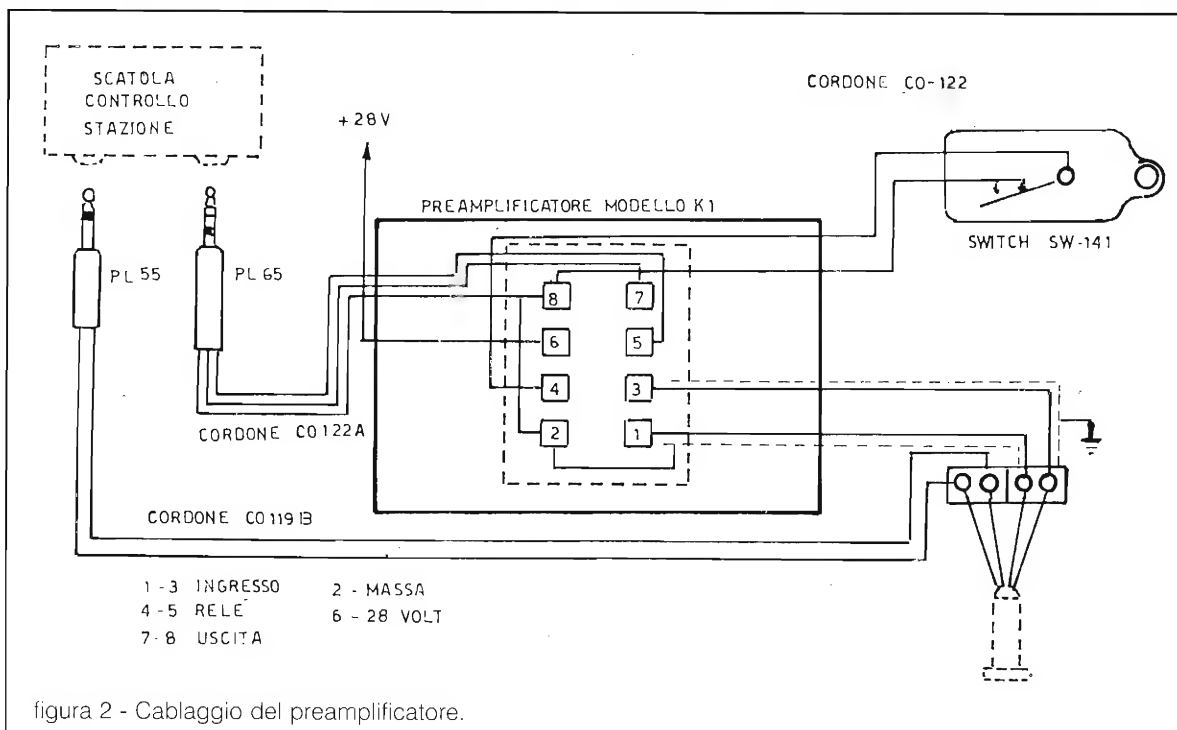 SCATOLA
CONTROLLO
STAZIONE
+28V
CORDONE CO-122
PREAMPLIFICATORE MODELLO K1
SWITCH SW-141
PL 55
PL 65
8
7
6
5
4
3
2
1
CORDONE CO122A
CORDONE CO119B
1-3 INGRESSO
2 - MASSA
4-5 RELE'
6 - 28 VOLT
7-8 USCITA
figura 2 - Cablaggio del preamplificatore.